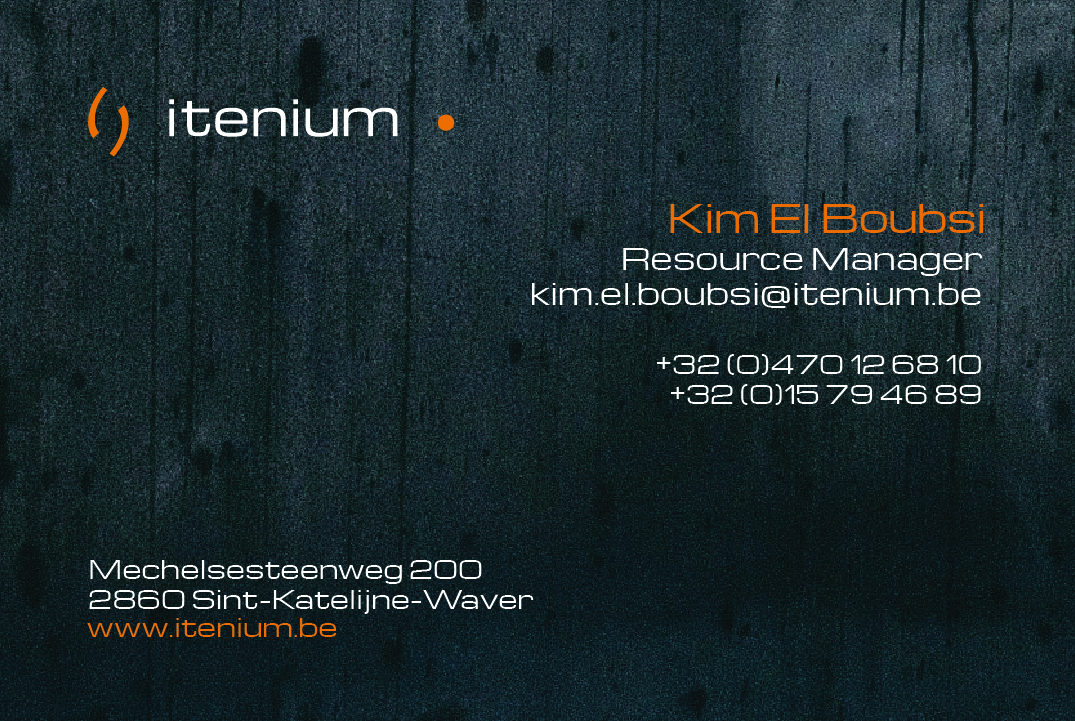 itenium
Kim El Boubsi
Resource Manager
kim.el.boubsi@itenium.be
+32 (0)470 12 68 10
+32 (0)15 79 46 89
Mechelsesteenweg 200
2860 Sint-Katelijne-Waver
www.itenium.be